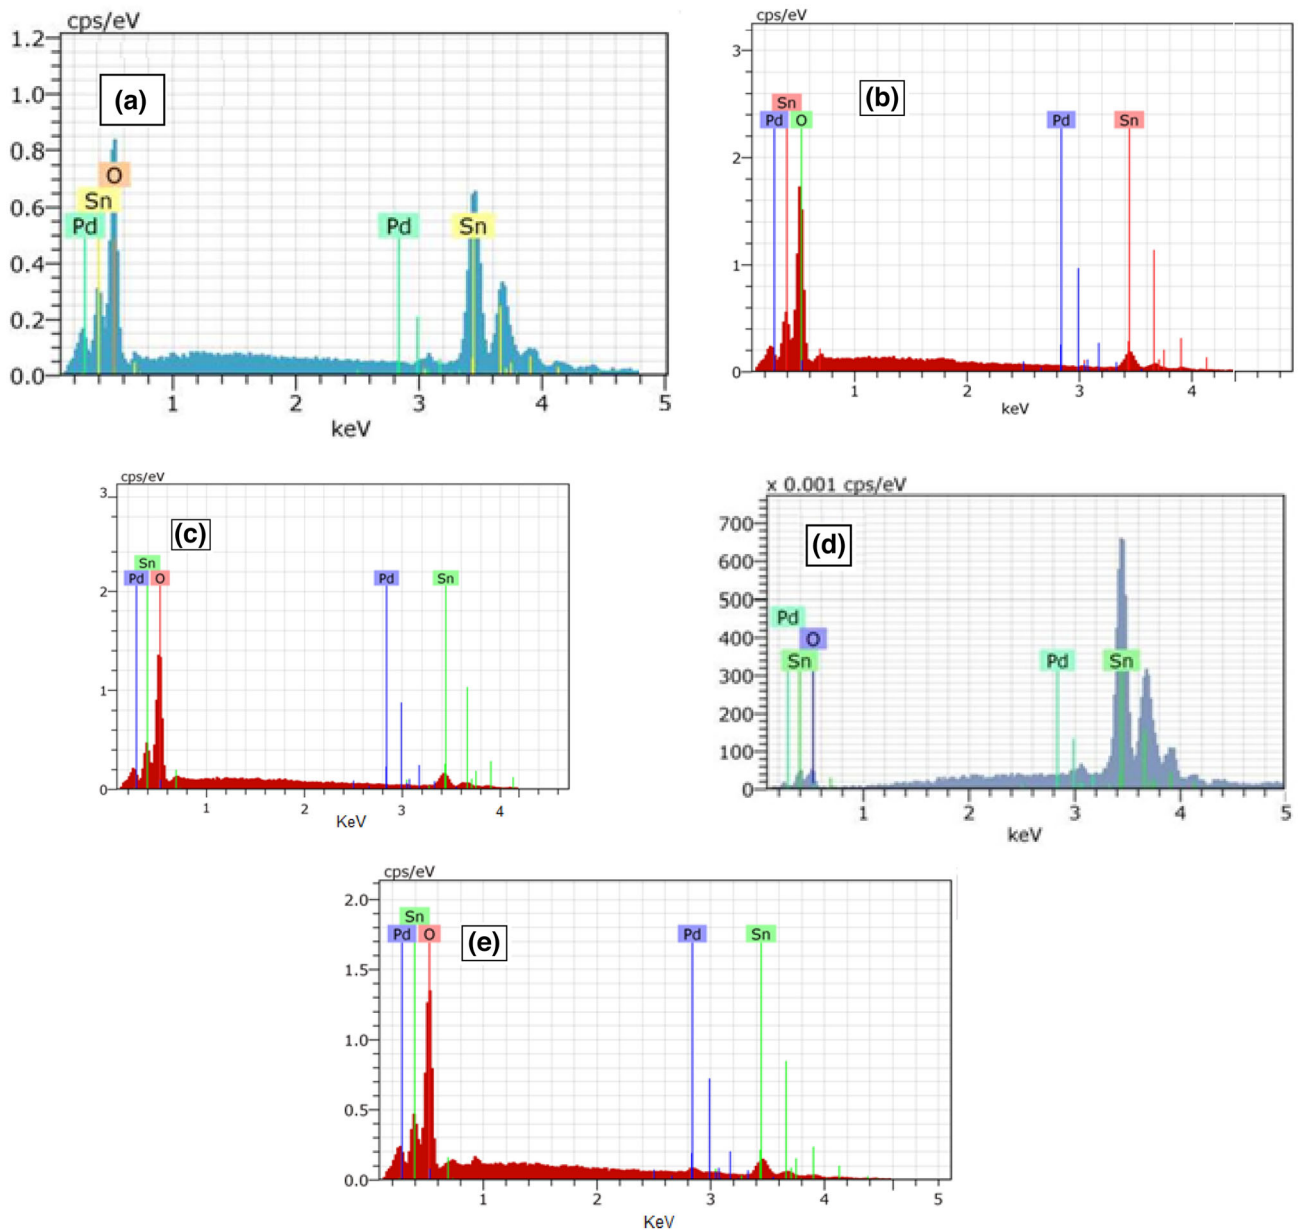 cps/eV
(a)
1.2
1.0
0.8
0.6
0.4
0.2
0.0
O
Sn
Pd
Pd
Sn
1 2 3 4 5
keV
cps/eV
(b)
3
2
1
0
Sn
Pd O
Pd
Sn
1 2 3 4
keV
cps/eV
(c)
3
2
1
0
Sn
Pd O
Pd
Sn
1 2 3 4
KeV
x 0.001 cps/eV
(d)
700
600
500
400
300
200
100
0
Pd
O
Sn
Pd
Sn
1 2 3 4 5
keV
cps/eV
(e)
2.0
1.5
1.0
0.5
0.0
Sn
Pd O
Pd
Sn
1 2 3 4 5
KeV